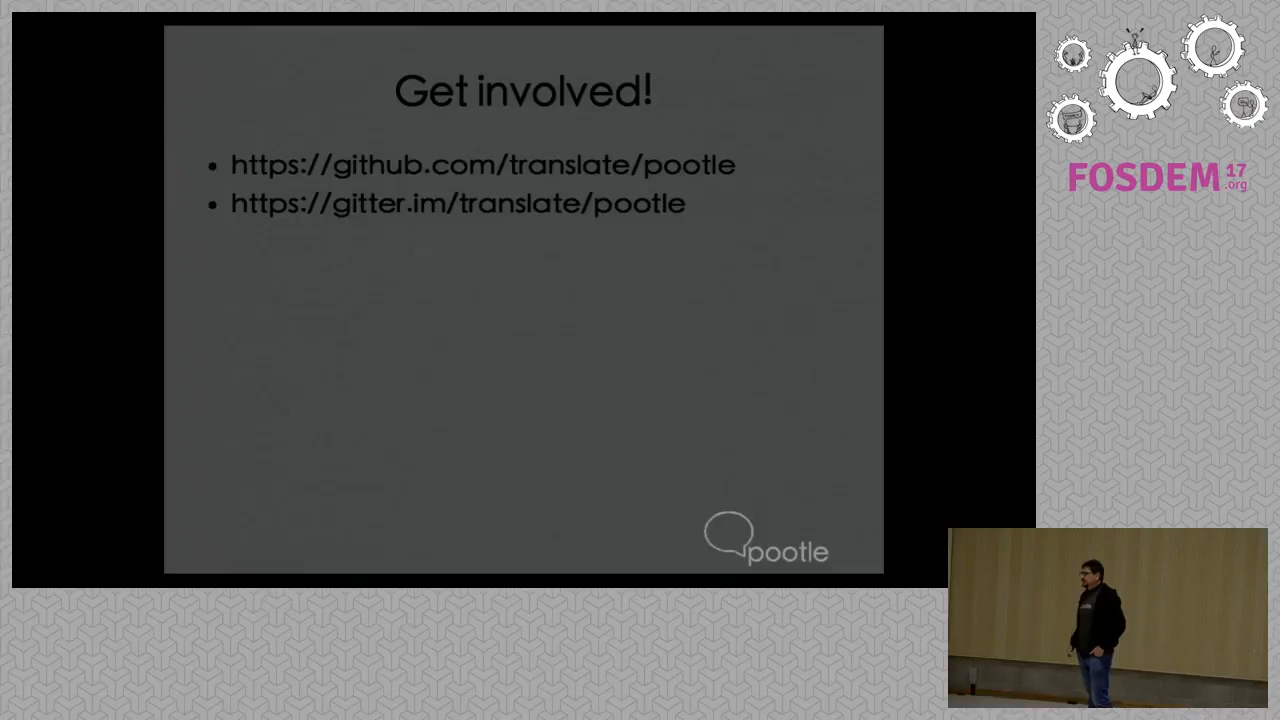 Get involved!
• https://github.com/translate/pootle
• https://gitter.im/translate/pootle
pootle
FOSDEM 17
.org